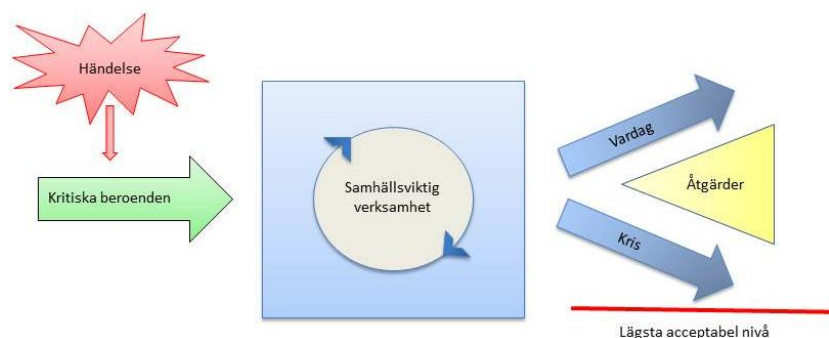 Händelse
Kritiska beroenden
Samhällsviktig
verksamhet
Vardag
Åtgärder
Kris
Lägsta acceptabel nivå